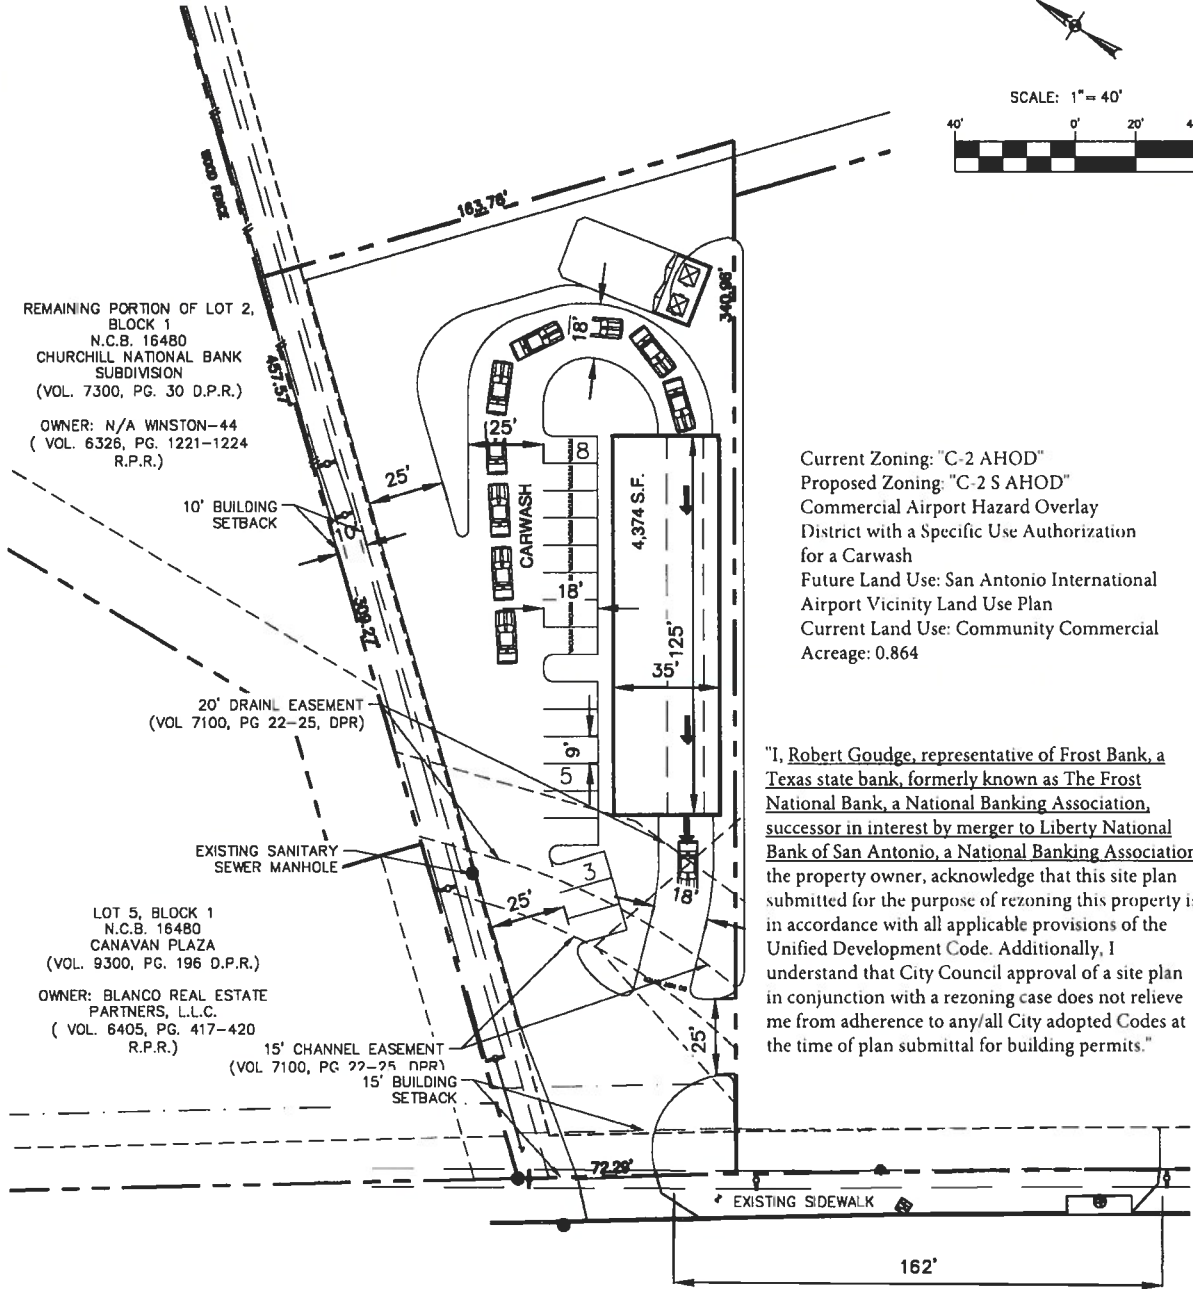 SCALE: 1"= 40'
40'
0'
20'
WOOD FENCE
163.78'
340.96'
REMAINING PORTION OF LOT 2,
BLOCK 1
N.C.B. 16480
CHURCHILL NATIONAL BANK
SUBDIVISION
(VOL. 7300, PG. 30 D.P.R.)
OWNER: N/A WINSTON-44
( VOL. 6326, PG. 1221-1224
R.P.R.)
457.57'
18'
25'
8
25'
CARWASH
4,374 S.F.
10' BUILDING
SETBACK
18'
125'
35'
309.27'
Current Zoning: "C-2 AHOD"
Proposed Zoning: "C-2 S AHOD"
Commercial Airport Hazard Overlay
District with a Specific Use Authorization
for a Carwash
Future Land Use: San Antonio International
Airport Vicinity Land Use Plan
Current Land Use: Community Commercial
Acreage: 0.864
20' DRAINL EASEMENT
(VOL 7100, PG 22-25, DPR)
9'
5
"I, Robert Goudge, representative of Frost Bank, a
Texas state bank, formerly known as The Frost
National Bank, a National Banking Association,
successor in interest by merger to Liberty National
Bank of San Antonio, a National Banking Association
the property owner, acknowledge that this site plan
submitted for the purpose of rezoning this property
in accordance with all applicable provisions of the
Unified Development Code. Additionally, I
understand that City Council approval of a site plan
in conjunction with a rezoning case does not relieve
me from adherence to any/all City adopted Codes at
the time of plan submittal for building permits."
EXISTING SANITARY
SEWER MANHOLE
3
18'
25'
LOT 5, BLOCK 1
N.C.B. 16480
CANAVAN PLAZA
(VOL. 9300, PG. 196 D.P.R.)
OWNER: BLANCO REAL ESTATE
PARTNERS, L.L.C.
( VOL. 6405, PG. 417-420
R.P.R.)
15' CHANNEL EASEMENT
(VOL 7100, PG 22-25, DPR)
25'
15' BUILDING
SETBACK
72.29'
EXISTING SIDEWALK
162'